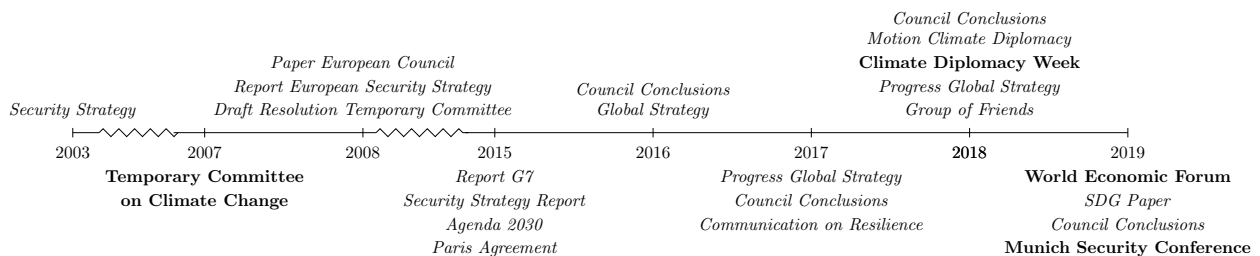 Council Conclusions
Motion Climate Diplomacy
Paper European Council
Climate Diplomacy Week
Report European Security Strategy
Council Conclusions
Progress Global Strategy
Security Strategy
Draft Resolution Temporary Committee
Global Strategy
Group of Friends
2003
2007
2008
2015
2016
2017
2018
2019
Temporary Committee
Report G7
Progress Global Strategy
World Economic Forum
on Climate Change
Security Strategy Report
Council Conclusions
SDG Paper
Agenda 2030
Communication on Resilience
Council Conclusions
Paris Agreement
Munich Security Conference